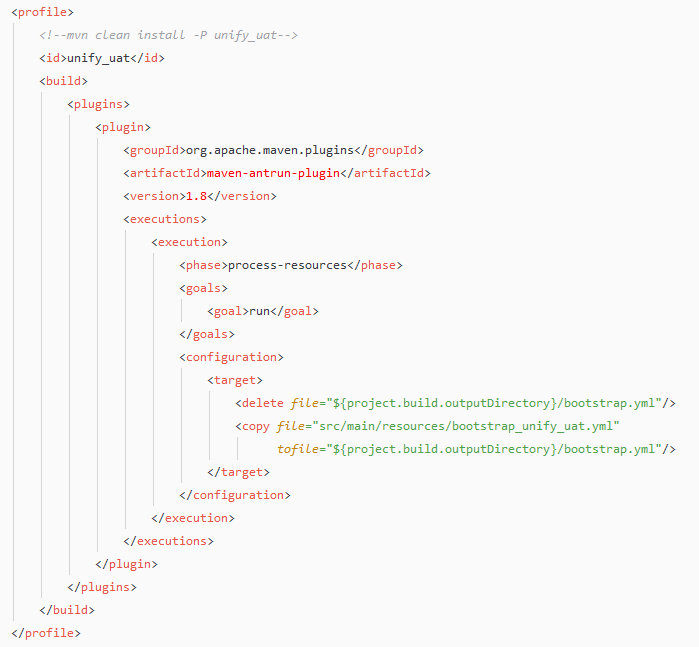 <profile>
<!--mvn clean install -P unify_uat-->
<id>unify_uat</id>
<build>
<plugins>
<plugin>
<groupId>org.apache.maven.plugins</groupId>
<artifactId>maven-antrun-plugin</artifactId>
<version>1.8</version>
<executions>
<execution>
<phase>process-resources</phase>
<goals>
<goal>run</goal>
</goals>
<configuration>
<target>
<delete file="${project.build.outputDirectory}/bootstrap.yml"/>
<copy file="src/main/resources/bootstrap_unify_uat.yml"
tofile="${project.build.outputDirectory}/bootstrap.yml"/>
</target>
</configuration>
</execution>
</executions>
</plugin>
</plugins>
</build>
</profile>